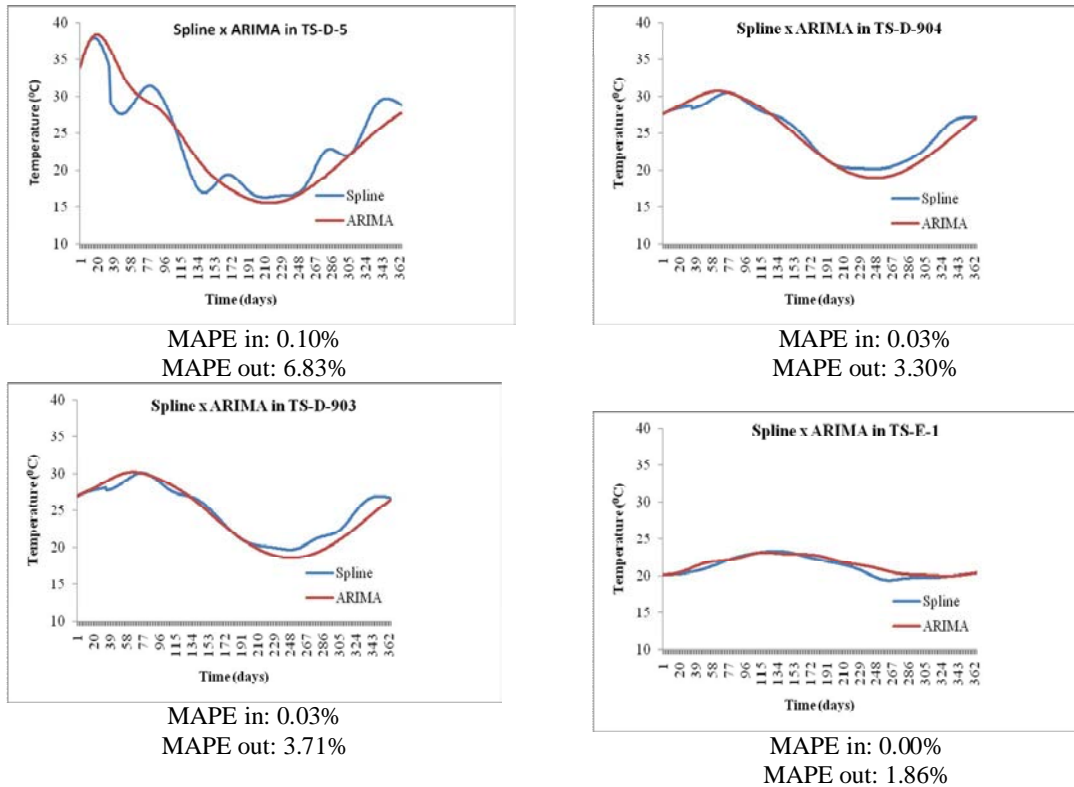 Spline x ARIMA in TS-D-5
Temperature (⁰C)
40
35
30
25
20
15
10
Spline
ARIMA
1 20 39 58 77 96 115 134 153 172 191 210 229 248 267 286 305 324 343 362
Time (days)
MAPE in: 0.10%
MAPE out: 6.83%
Spline x ARIMA in TS-D-904
Temperature (⁰C)
40
35
30
25
20
15
10
Spline
ARIMA
1 20 39 58 77 96 115 134 153 172 191 210 229 248 267 286 305 324 343 362
Time (days)
MAPE in: 0.03%
MAPE out: 3.30%
Spline x ARIMA in TS-D-903
Temperature (⁰C)
40
35
30
25
20
15
10
Spline
ARIMA
1 20 39 58 77 96 115 134 153 172 191 210 229 248 267 286 305 324 343 362
Time (days)
MAPE in: 0.03%
MAPE out: 3.71%
Spline x ARIMA in TS-E-1
Temperature (⁰C)
40
35
30
25
20
15
10
Spline
ARIMA
1 20 39 58 77 96 115 134 153 172 191 210 229 248 267 286 305 324 343 362
Time (days)
MAPE in: 0.00%
MAPE out: 1.86%